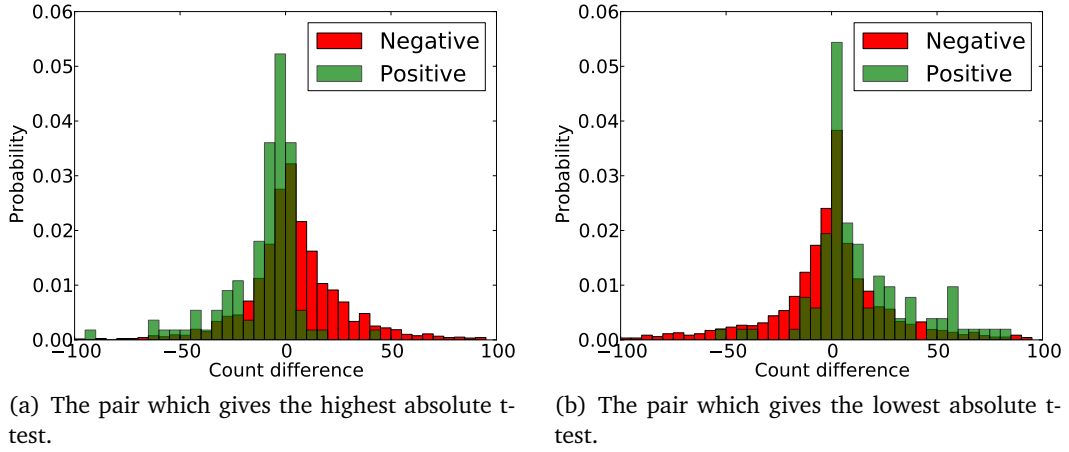 0.06
0.05
0.04
0.03
0.02
0.01
0.00
Probability
−100
−50
0
50
100
Count difference
Negative
Positive
0.06
0.05
0.04
0.03
0.02
0.01
0.00
Probability
−100
−50
0
50
100
Count difference
Negative
Positive
(a) The pair which gives the highest absolute t-
test.
(b) The pair which gives the lowest absolute t-
test.